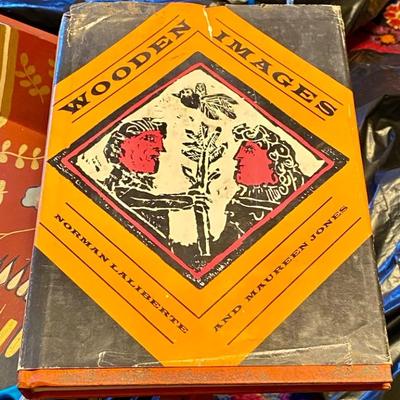 WOODEN
IMAGES
NORMAN LALIBERTE
AND MAUREEN JONES